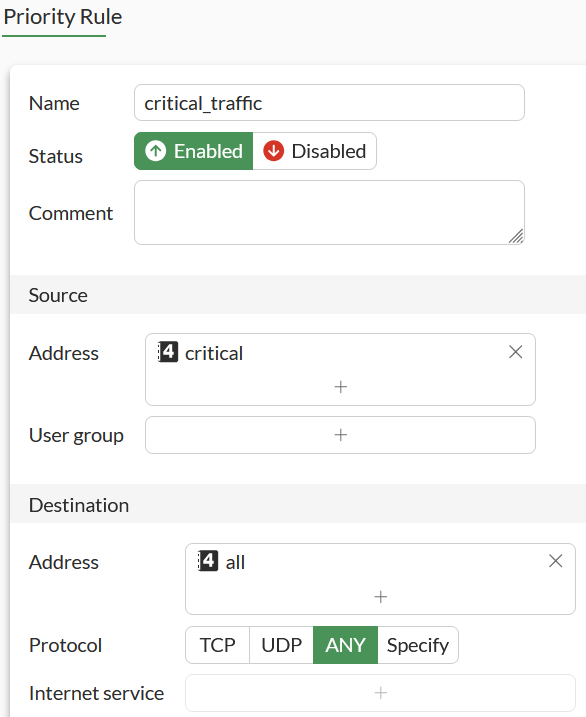 Priority Rule
Name critical_traffic
Status Enabled Disabled
Comment
Source
Address 4 critical
+
User group +
Destination
Address 4 all
+
Protocol TCP UDP ANY Specify
Internet service +